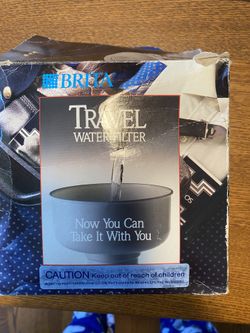 BRITA
TRAVEL
WATER FILTER
Now You Can
Take It With You
CAUTION Keep out of reach of children